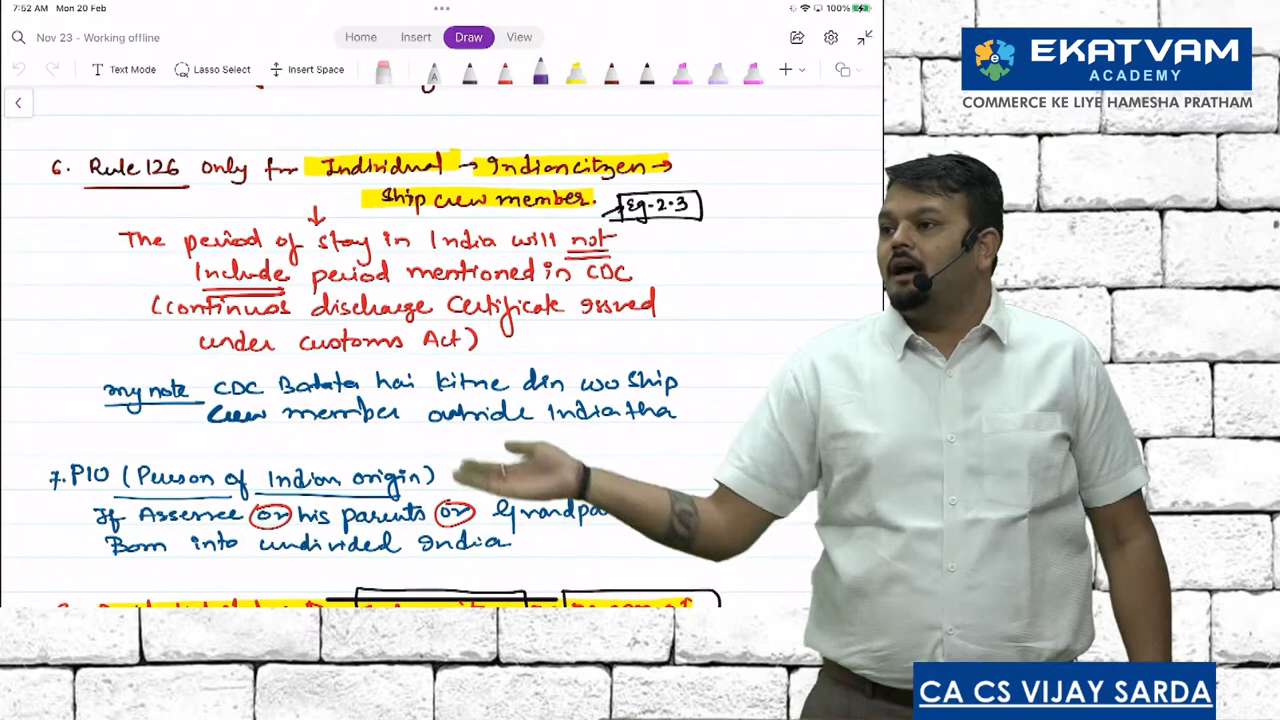 7:52 AM Mon 20 Feb
100%
Nov 23 - Working offline
Home Insert Draw View
Text Mode Lasso Select Insert Space
EKATVAM
ACADEMY
COMMERCE KE LIYE HAMESHA PRATHAM
6. Rule 126 only for Individual → Indian citzen →
Ship crew member.
→ Eg-2.3
The period of stay in India will not
Include period mentioned in CDC
(continuos discharge certificate issued
under customs Act)
my note CDC Batata hai kitne din wo ship
crew member outside India tha
7. PIO (Person of Indian origin)
If Assessee or his parents or
Born into undivided India
CA CS VIJAY SARDA